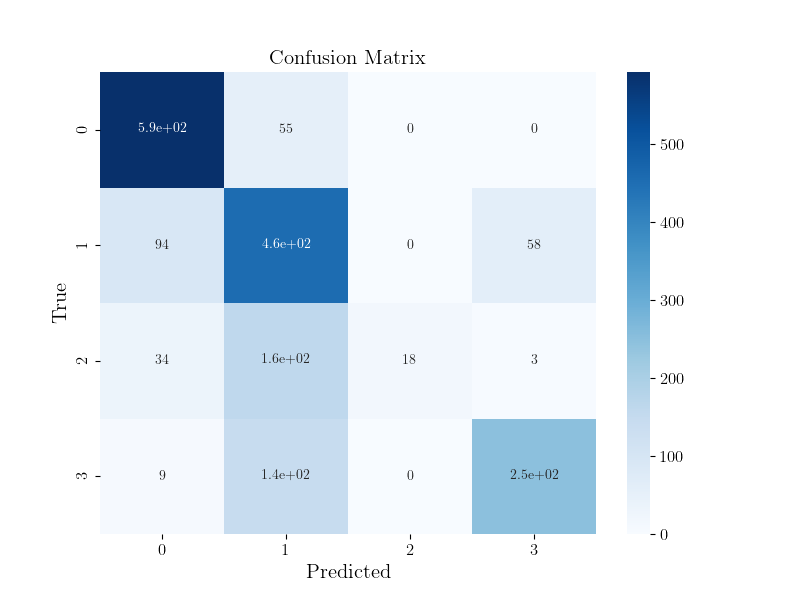 Confusion Matrix
0 5.9e+02 55 0 0
1 94 4.6e+02 0 58
2 34 1.6e+02 18 3
3 9 1.4e+02 0 2.5e+02
0 1 2 3
True
Predicted
500
400
300
200
100
0